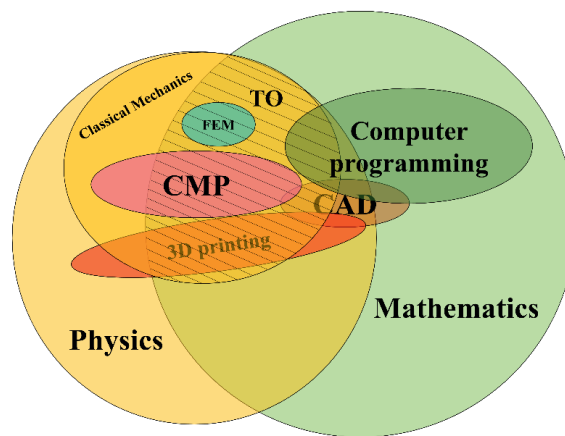 Classical Mechanics
TO
FEM
Computer
programming
CMP
CAD
3D printing
Mathematics
Physics